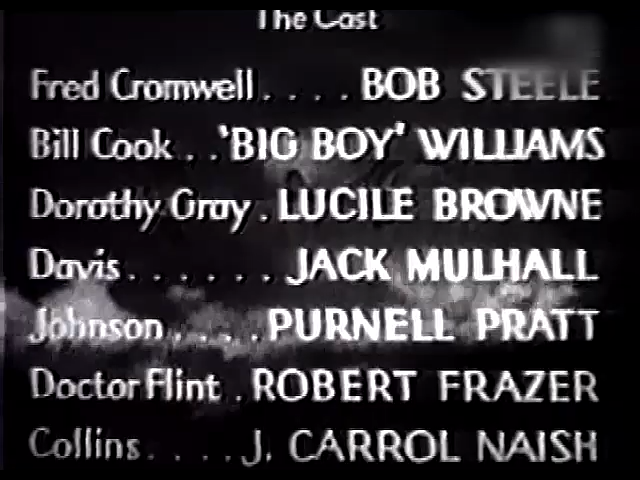 The Cast
Fred Cromwell.... BOB STEELE
Bill Cook.. 'BIG BOY' WILLIAMS
Dorothy Gray. LUCILE BROWNE
Davis...... JACK MULHALL
Johnson.... PURNELL PRATT
Doctor Flint. ROBERT FRAZER
Collins.... J. CARROL NAISH